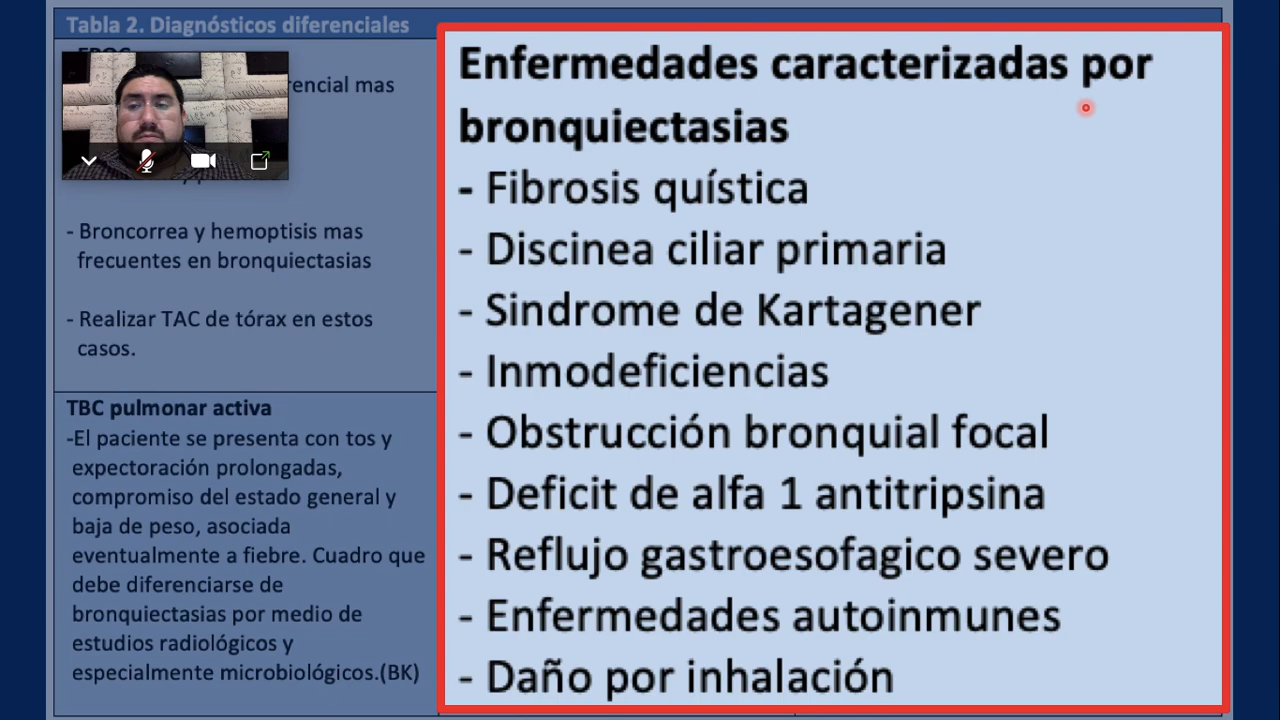 Tabla 2. Diagnósticos diferenciales
EPOC
rencial mas
- Broncorrea y hemoptisis mas
frecuentes en bronquiectasias
- Realizar TAC de tórax en estos
casos.
TBC pulmonar activa
-El paciente se presenta con tos y
expectoración prolongadas,
compromiso del estado general y
baja de peso, asociada
eventualmente a fiebre. Cuadro que
debe diferenciarse de
bronquiectasias por medio de
estudios radiológicos y
especialmente microbiológicos.(BK)
Enfermedades caracterizadas por
bronquiectasias
- Fibrosis quística
- Discinea ciliar primaria
- Sindrome de Kartagener
- Inmodeficiencias
- Obstrucción bronquial focal
- Deficit de alfa 1 antitripsina
- Reflujo gastroesofagico severo
- Enfermedades autoinmunes
- Daño por inhalación